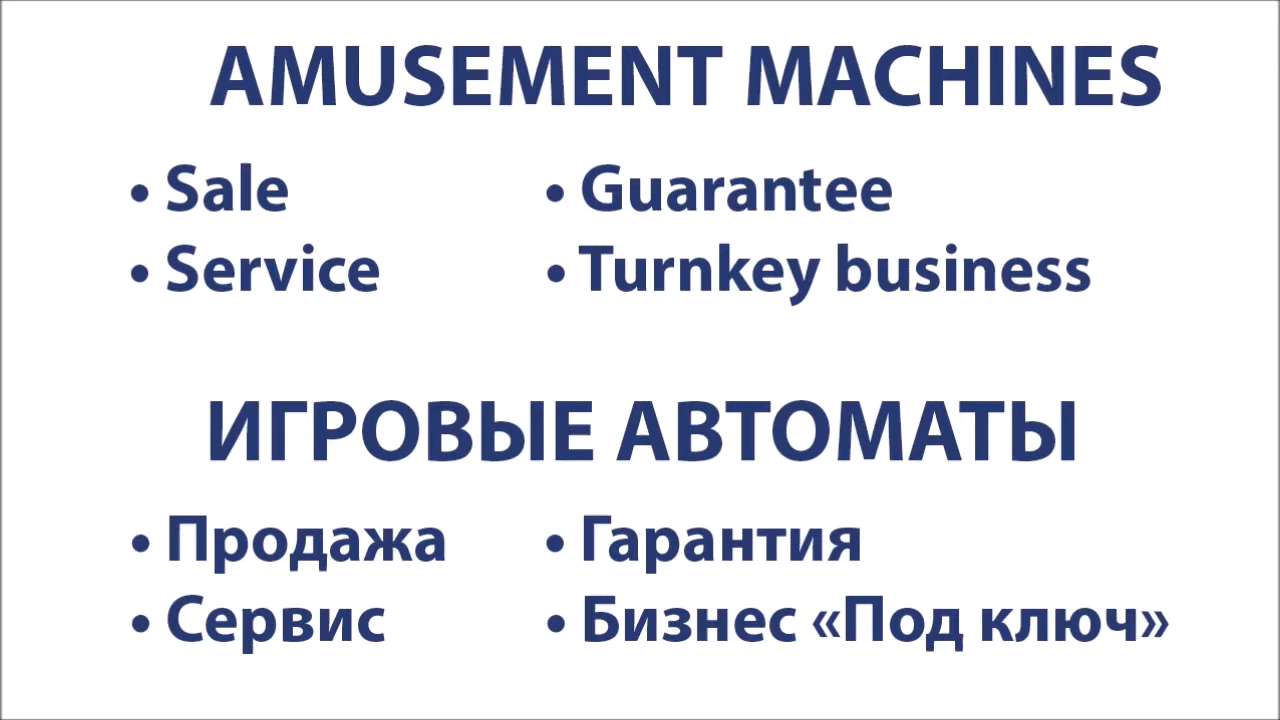 AMUSEMENT MACHINES
• Sale • Guarantee
• Service • Turnkey business
ИГРОВЫЕ АВТОМАТЫ
• Продажа • Гарантия
• Сервис • Бизнес «Под ключ»